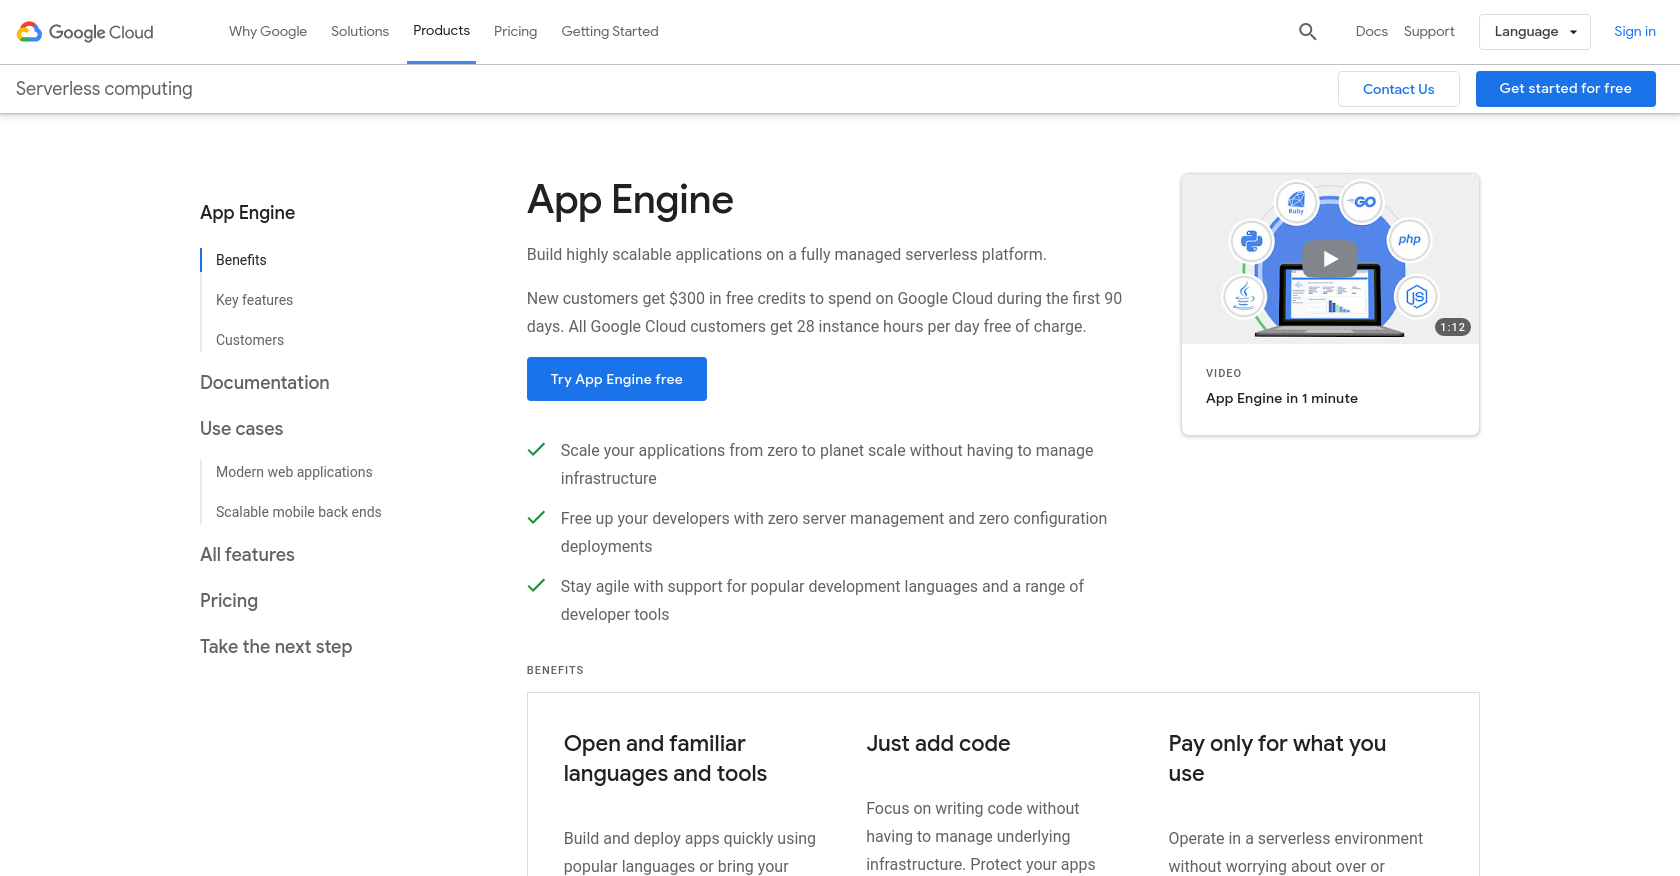 Google Cloud
Why Google
Solutions
Products
Pricing
Getting Started
Docs
Support
Language
Sign in
Serverless computing
Contact Us
Get started for free
App Engine
Benefits
Key features
Customers
Documentation
Use cases
Modern web applications
Scalable mobile back ends
All features
Pricing
Take the next step
App Engine
Build highly scalable applications on a fully managed serverless platform.
New customers get $300 in free credits to spend on Google Cloud during the first 90
days. All Google Cloud customers get 28 instance hours per day free of charge.
Try App Engine free
Scale your applications from zero to planet scale without having to manage
infrastructure
Free up your developers with zero server management and zero configuration
deployments
Stay agile with support for popular development languages and a range of
developer tools
Ruby
GO
php
JS
1:12
VIDEO
App Engine in 1 minute
BENEFITS
Open and familiar
languages and tools
Build and deploy apps quickly using
popular languages or bring your
Just add code
Focus on writing code without
having to manage underlying
infrastructure. Protect your apps
Pay only for what you
use
Operate in a serverless environment
without worrying about over or